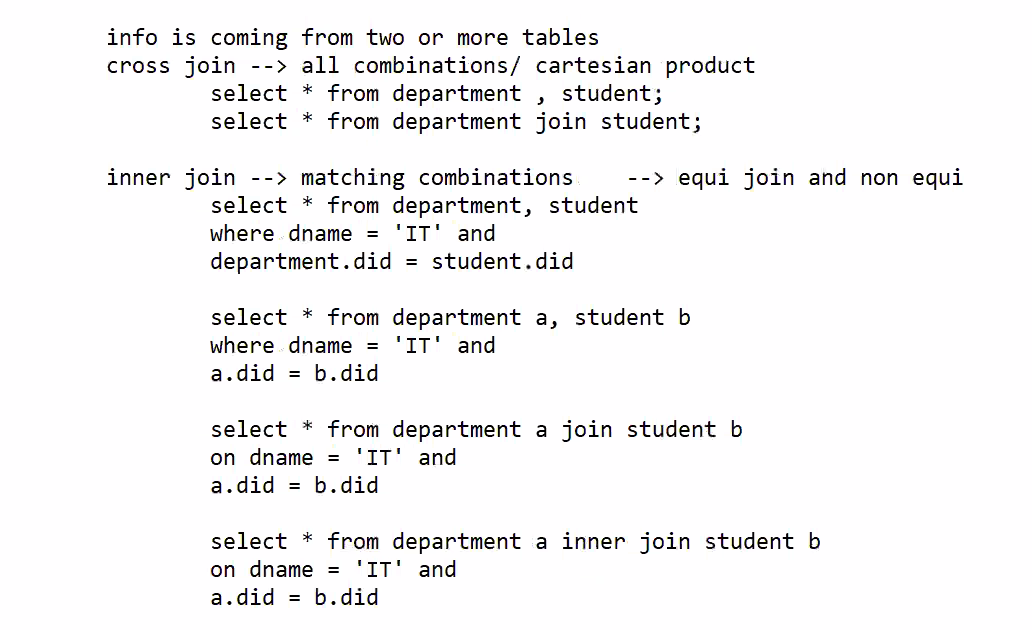 info is coming from two or more tables
cross join --> all combinations/ cartesian product
select * from department , student;
select * from department join student;
inner join --> matching combinations --> equi join and non equi
select * from department, student
where dname = 'IT' and
department.did = student.did
select * from department a, student b
where dname = 'IT' and
a.did = b.did
select * from department a join student b
on dname = 'IT' and
a.did = b.did
select * from department a inner join student b
on dname = 'IT' and
a.did = b.did